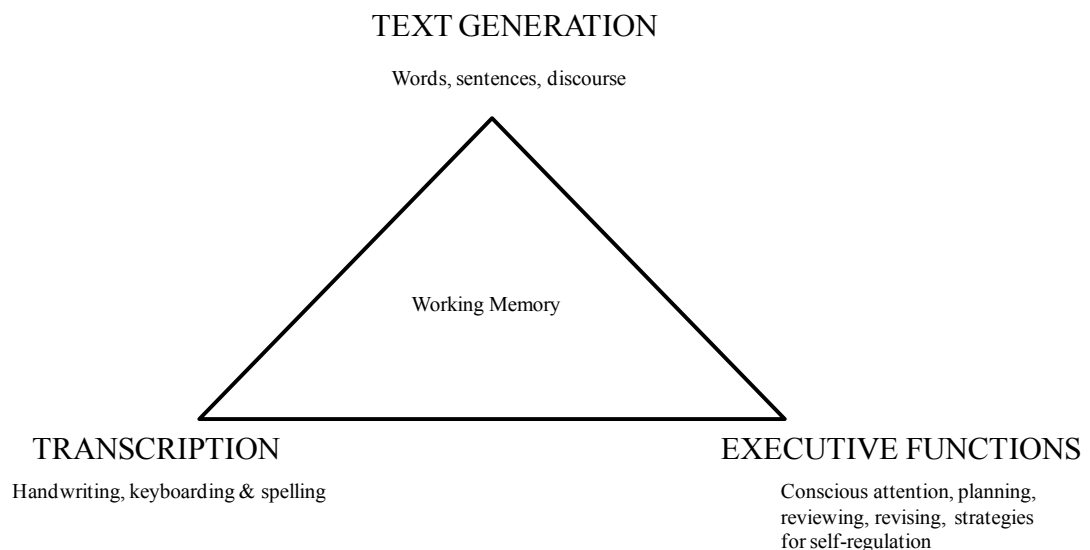 TEXT GENERATION
Words, sentences, discourse
Working Memory
TRANSCRIPTION
Handwriting, keyboarding & spelling
EXECUTIVE FUNCTIONS
Conscious attention, planning,
reviewing, revising, strategies
for self-regulation